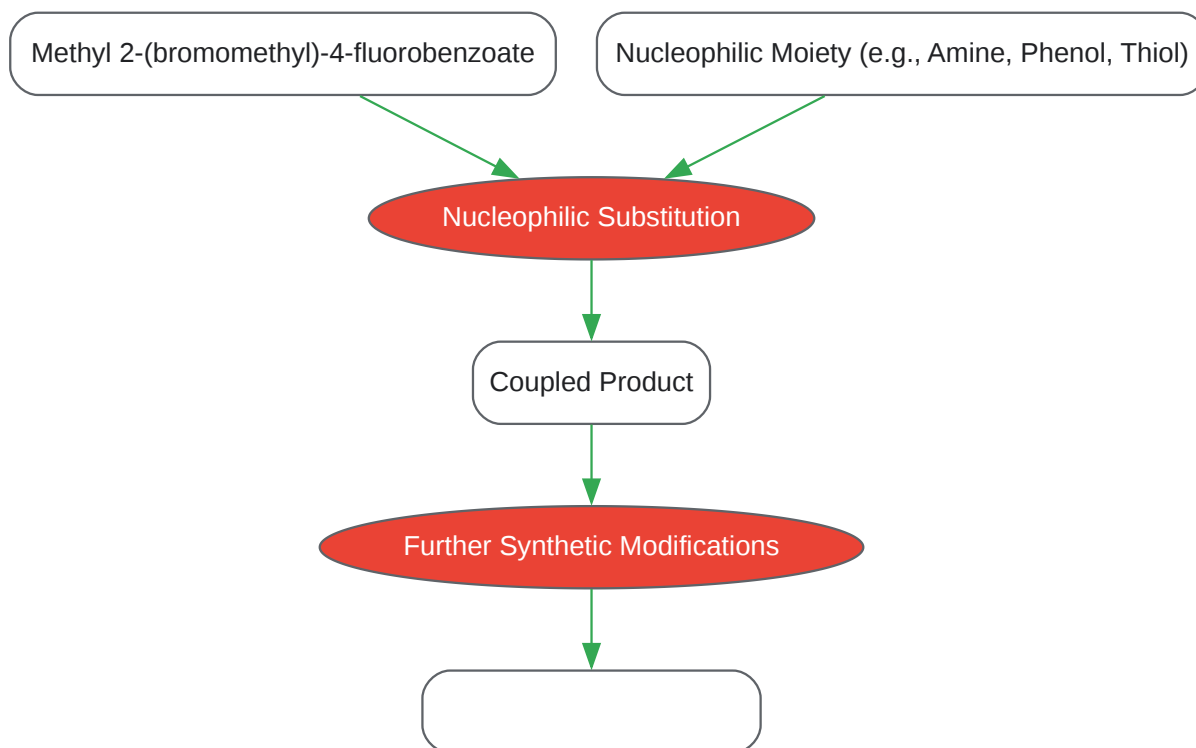 Methyl 2-(bromomethyl)-4-fluorobenzoate
Nucleophilic Moiety (e.g., Amine, Phenol, Thiol)
Nucleophilic Substitution
Coupled Product
Further Synthetic Modifications